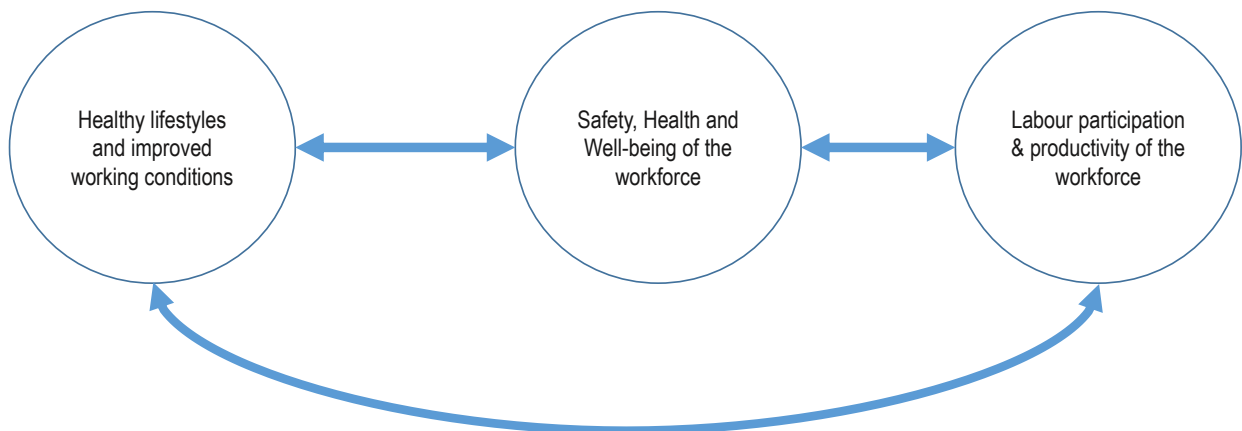 Healthy lifestyles
and improved
working conditions
Safety, Health and
Well-being of the
workforce
Labour participation
& productivity of the
workforce